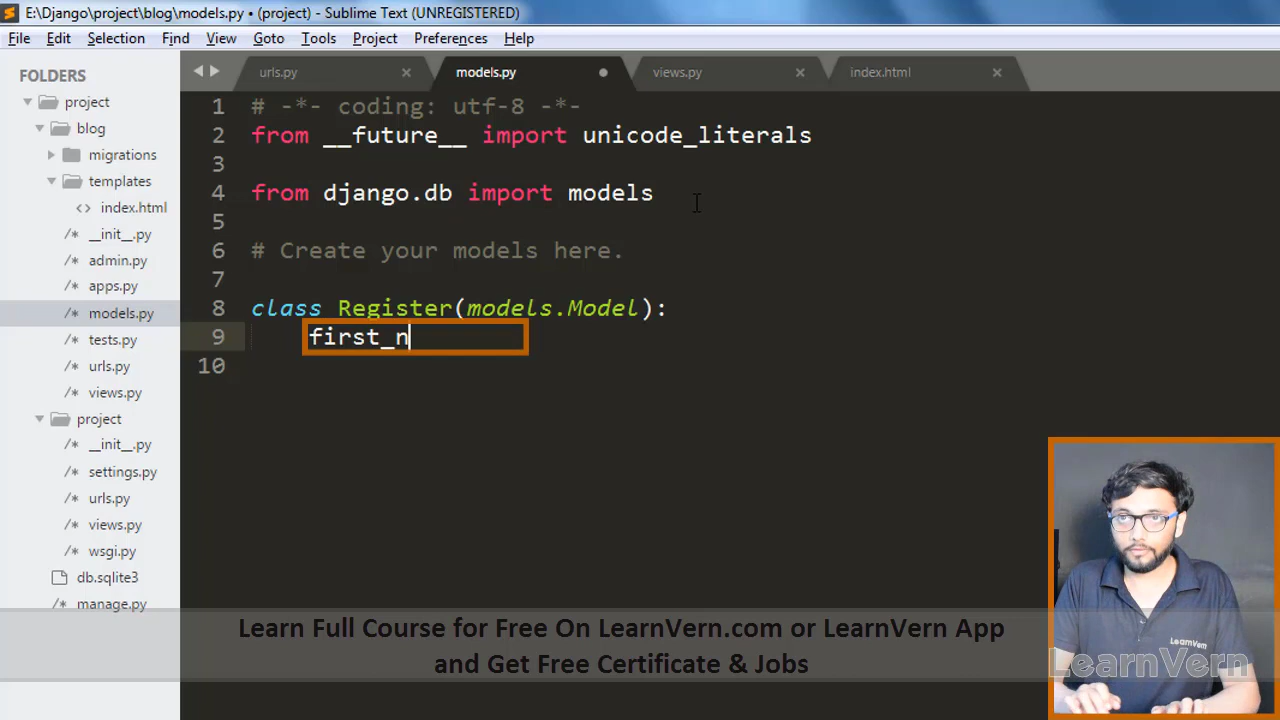 E:\Django\project\blog\models.py • (project) - Sublime Text (UNREGISTERED)
File Edit Selection Find View Goto Tools Project Preferences Help
FOLDERS
project
blog
migrations
templates
index.html
__init__.py
admin.py
apps.py
models.py
tests.py
urls.py
views.py
project
__init__.py
settings.py
urls.py
views.py
wsgi.py
db.sqlite3
manage.py
urls.py models.py views.py index.html
1 # -*- coding: utf-8 -*-
2 from __future__ import unicode_literals
3
4 from django.db import models
5
6 # Create your models here.
7
8 class Register(models.Model):
9 first_n
10
Learn Full Course for Free On LearnVern.com or LearnVern App
and Get Free Certificate & Jobs
LearnVern
LearnVern